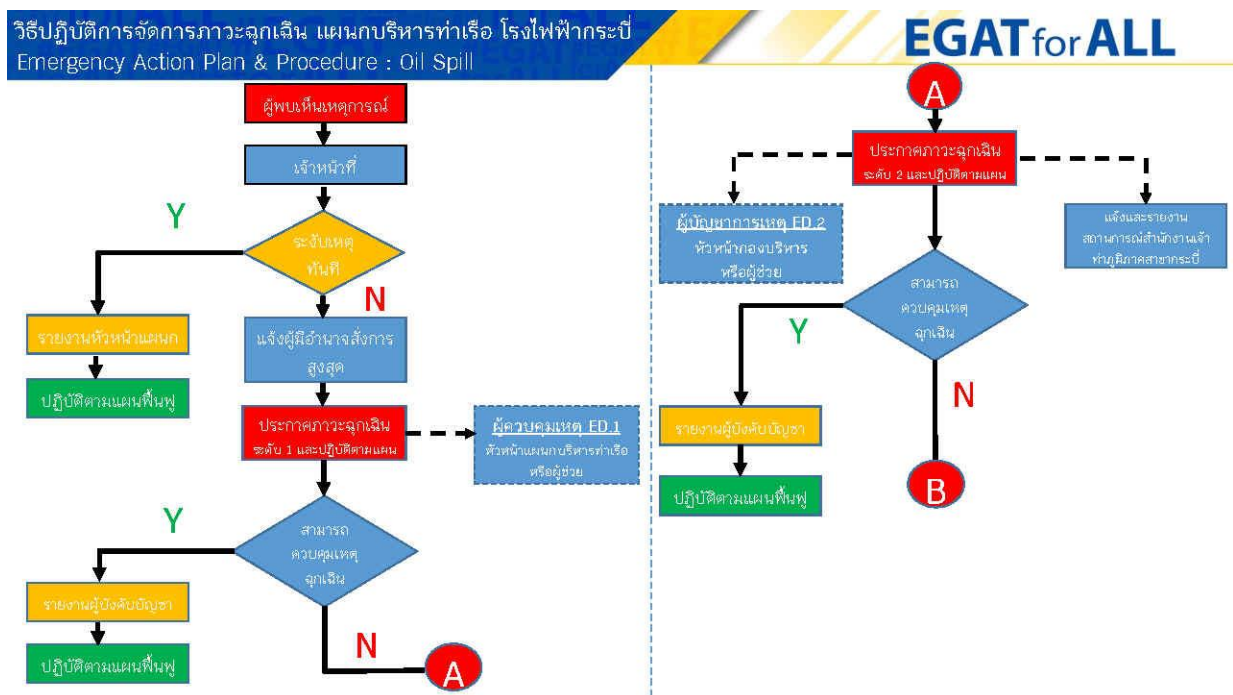 วิธีปฏิบัติการจัดการภาวะฉุกเฉิน แผนกบริหารท่าเรือ โรงไฟฟ้ากระบี่
Emergency Action Plan & Procedure : Oil Spill
EGAT for ALL
ผู้พบเห็นเหตุการณ์
เจ้าหน้าที่
Y
ระงับเหตุ
ทันที
N
รายงานหัวหน้าแผนก
ปฏิบัติตามแผนฟื้นฟู
แจ้งผู้มีอำนาจสั่งการ
สูงสุด
ประกาศภาวะฉุกเฉิน
ระดับ 1 และปฏิบัติตามแผน
ผู้ควบคุมเหตุ ED.1
หัวหน้าแผนกบริหารท่าเรือ
หรือผู้ช่วย
Y
สามารถ
ควบคุมเหตุ
ฉุกเฉิน
รายงานผู้บังคับบัญชา
ปฏิบัติตามแผนฟื้นฟู
N
A
A
ประกาศภาวะฉุกเฉิน
ระดับ 2 และปฏิบัติตามแผน
ผู้บัญชาการเหตุ ED.2
หัวหน้ากองบริหาร
หรือผู้ช่วย
แจ้งและรายงาน
สถานการณ์สำนักงานเจ้า
ท่าภูมิภาคสาขากระบี่
สามารถ
ควบคุมเหตุ
ฉุกเฉิน
Y
N
รายงานผู้บังคับบัญชา
ปฏิบัติตามแผนฟื้นฟู
B